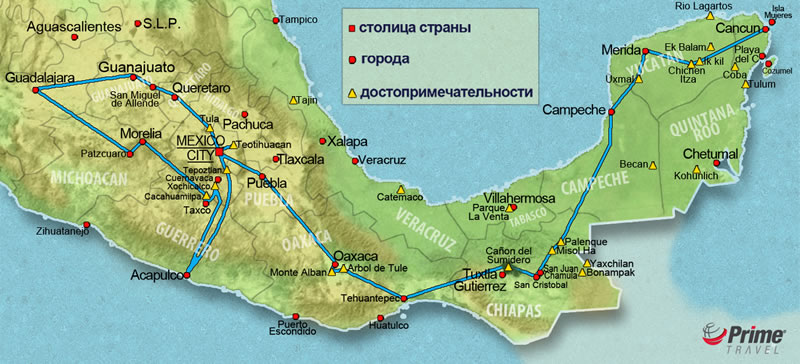 Aguascalientes
S.L.P.
Tampico
столица страны
города
достопримечательности
Rio Lagartos
Isla
Mujeres
Cancun
Merida
Ek Balam
Playa
del C
Cozumel
YUCATAN
Ik kil
Chichen
Itza
Coba
Tulum
Uxmal
Guadalajara
Guanajuato
San Miguel
de Allende
Queretaro
Tajin
Campeche
QUINTANA
ROO
Tula
Pachuca
Morelia
MEXICO
CITY
Teotihuacan
Xalapa
Patzcuaro
Tlaxcala
Veracruz
Tepoztlan
Cuernavaca
Xochicalco
Cacahuamilpa
Taxco
Puebla
PUEBLA
MICHOACAN
Becan
Chetumal
Kohunlich
CAMPECHE
Catemaco
Villahermosa
Parque
La Venta
TABASCO
VERACRUZ
Zihuatanejo
GUERRERO
OAXACA
Oaxaca
Monte Alban
Arbol de Tule
Acapulco
Cañon del
Sumidero
Palenque
Misol Ha
Yaxchilan
Bonampak
Tuxtla
Gutierrez
San Juan
Chamula
San Cristobal
Tehuantepec
CHIAPAS
Puerto
Escondido
Huatulco
Prime
TRAVEL